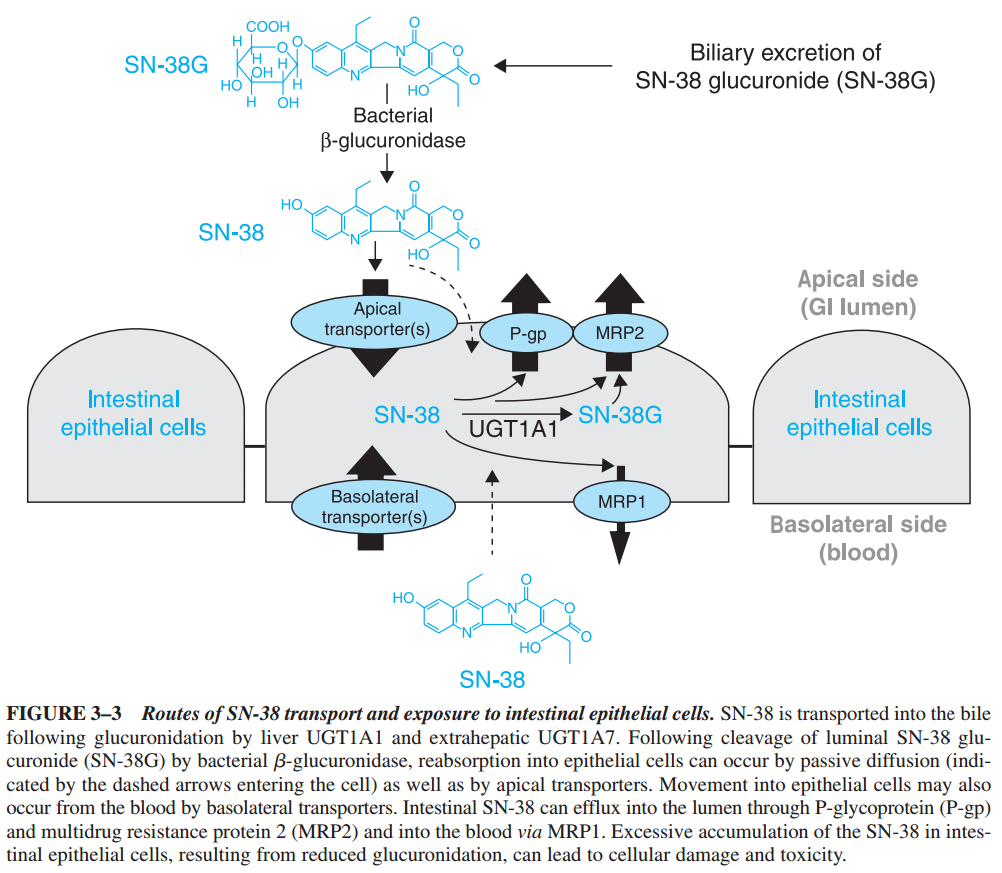 COOH
H
O
O
O
SN-38G
H
H
N
O
Biliary excretion of
OH
H
HO
H
N
HO
O
SN-38 glucuronide (SN-38G)
H
OH
Bacterial
β-glucuronidase
O
HO
N
O
SN-38
N
HO
O
Apical side
(GI lumen)
Apical
transporter(s)
P-gp
MRP2
Intestinal
epithelial cells
SN-38
SN-38G
UGT1A1
Intestinal
epithelial cells
Basolateral
transporter(s)
MRP1
Basolateral side
(blood)
O
HO
N
O
N
HO
O
SN-38
FIGURE 3–3 Routes of SN-38 transport and exposure to intestinal epithelial cells. SN-38 is transported into the bile
following glucuronidation by liver UGT1A1 and extrahepatic UGT1A7. Following cleavage of luminal SN-38 glu-
curonide (SN-38G) by bacterial β-glucuronidase, reabsorption into epithelial cells can occur by passive diffusion (indi-
cated by the dashed arrows entering the cell) as well as by apical transporters. Movement into epithelial cells may also
occur from the blood by basolateral transporters. Intestinal SN-38 can efflux into the lumen through P-glycoprotein (P-gp)
and multidrug resistance protein 2 (MRP2) and into the blood via MRP1. Excessive accumulation of the SN-38 in intes-
tinal epithelial cells, resulting from reduced glucuronidation, can lead to cellular damage and toxicity.